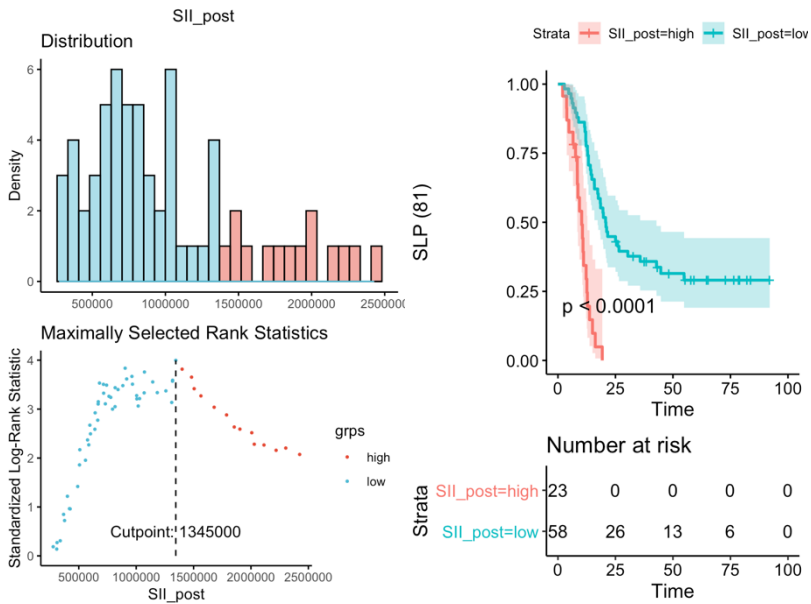 SII_post
Distribution
6
4
2
0
Density
500000 1000000 1500000 2000000 2500000
Maximally Selected Rank Statistics
4
3
2
1
0
Standardized Log-Rank Statistic
Cutpoint: 1345000
500000 1000000 1500000 2000000 2500000
SII_post
grps
high
low
Strata SII_post=high SII_post=low
1.00
0.75
0.50
0.25
0.00
SLP (81)
p < 0.0001
0 25 50 75 100
Time
Number at risk
Strata
SII_post=high 23 0 0 0 0
SII_post=low 58 26 13 6 0
0 25 50 75 100
Time